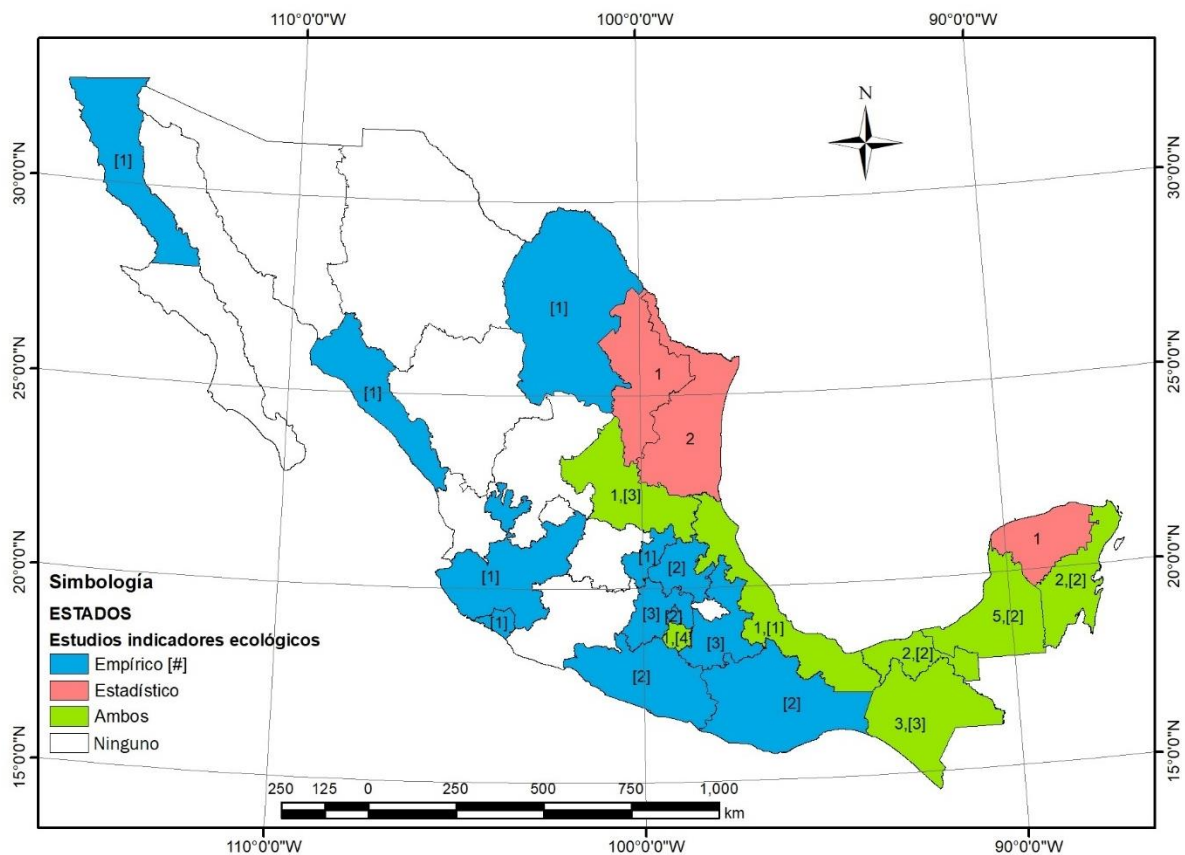 110°0'0"W 100°0'0"W 90°0'0"W
N
30°0'0"N 30°0'0"N
[1]
[1]
25°0'0"N 25°0'0"N
1
[1]
2
1,[3]
20°0'0"N 20°0'0"N
1
[1] [2]
[1]
2,[2]
5,[2]
[3] [2]
[1]
1,[1]
,[4] [3]
2,[2]
[2]
[2]
3,[3]
15°0'0"N 15°0'0"N
Simbología
ESTADOS
Estudios indicadores ecológicos
Empírico [#]
Estadístico
Ambos
Ninguno
250 125 0 250 500 750 1,000
km
110°0'0"W 100°0'0"W 90°0'0"W